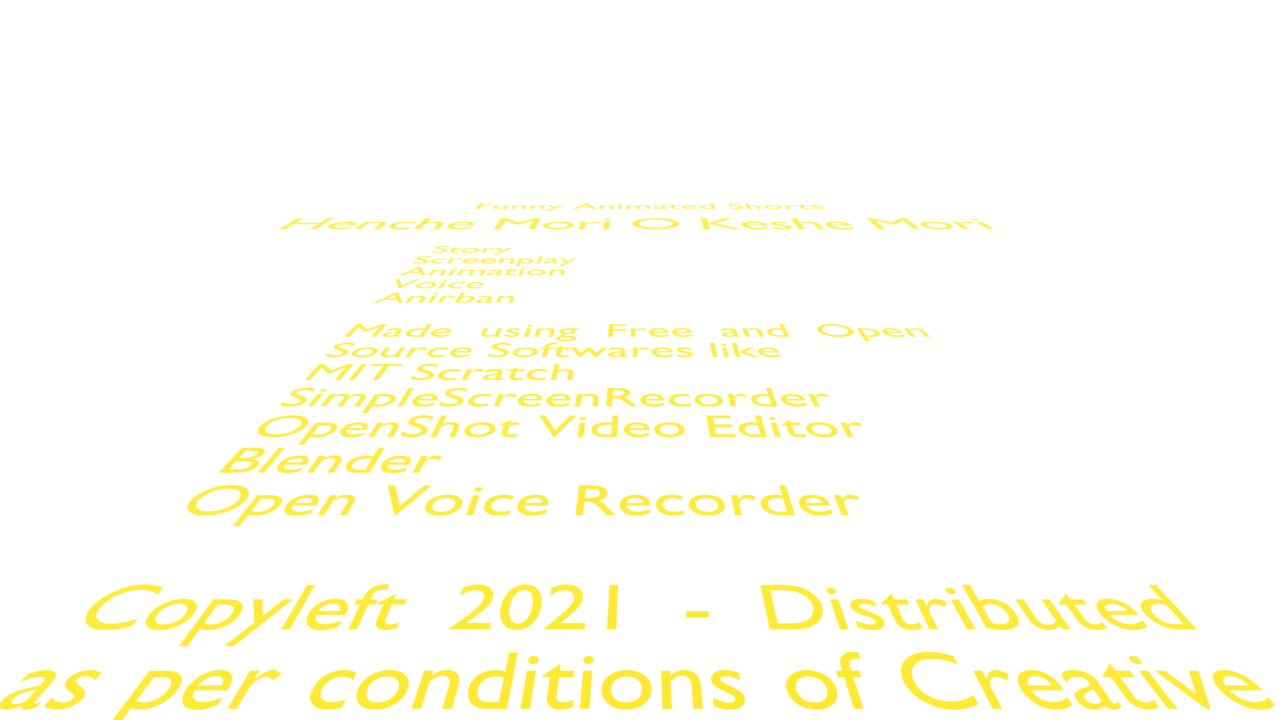 Funny Animated Shorts
Henche Mori O Keshe Mori
Story
Screenplay
Animation
Voice
Anirban
Made using Free and Open
Source Softwares like
MIT Scratch
SimpleScreenRecorder
OpenShot Video Editor
Blender
Open Voice Recorder
Copyleft 2021 - Distributed
as per conditions of Creative